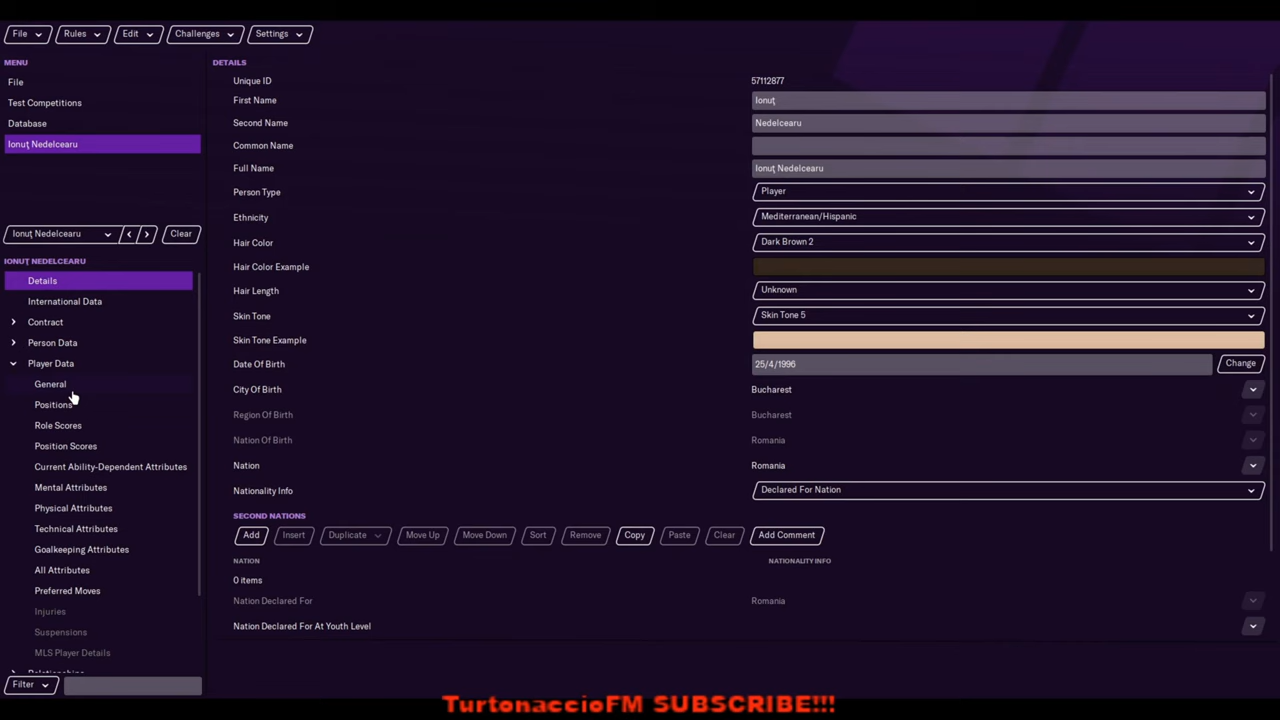 File Rules Edit Challenges Settings
MENU
File
Test Competitions
Database
Ionuț Nedelcearu
Ionuț Nedelcearu Clear
IONUȚ NEDELCEARU
Details
International Data
Contract
Person Data
Player Data
General
Positions
Role Scores
Position Scores
Current Ability-Dependent Attributes
Mental Attributes
Physical Attributes
Technical Attributes
Goalkeeping Attributes
All Attributes
Preferred Moves
Injuries
Suspensions
MLS Player Details
Relationships
Filter
DETAILS
Unique ID 57112877
First Name Ionuț
Second Name Nedelcearu
Common Name
Full Name Ionuț Nedelcearu
Person Type Player
Ethnicity Mediterranean/Hispanic
Hair Color Dark Brown 2
Hair Color Example
Hair Length Unknown
Skin Tone Skin Tone 5
Skin Tone Example
Date Of Birth 25/4/1996 Change
City Of Birth Bucharest
Region Of Birth Bucharest
Nation Of Birth Romania
Nation Romania
Nationality Info Declared For Nation
SECOND NATIONS
Add Insert Duplicate Move Up Move Down Sort Remove Copy Paste Clear Add Comment
NATION NATIONALITY INFO
0 items
Nation Declared For Romania
Nation Declared For At Youth Level
TurtonaccioFM SUBSCRIBE!!!